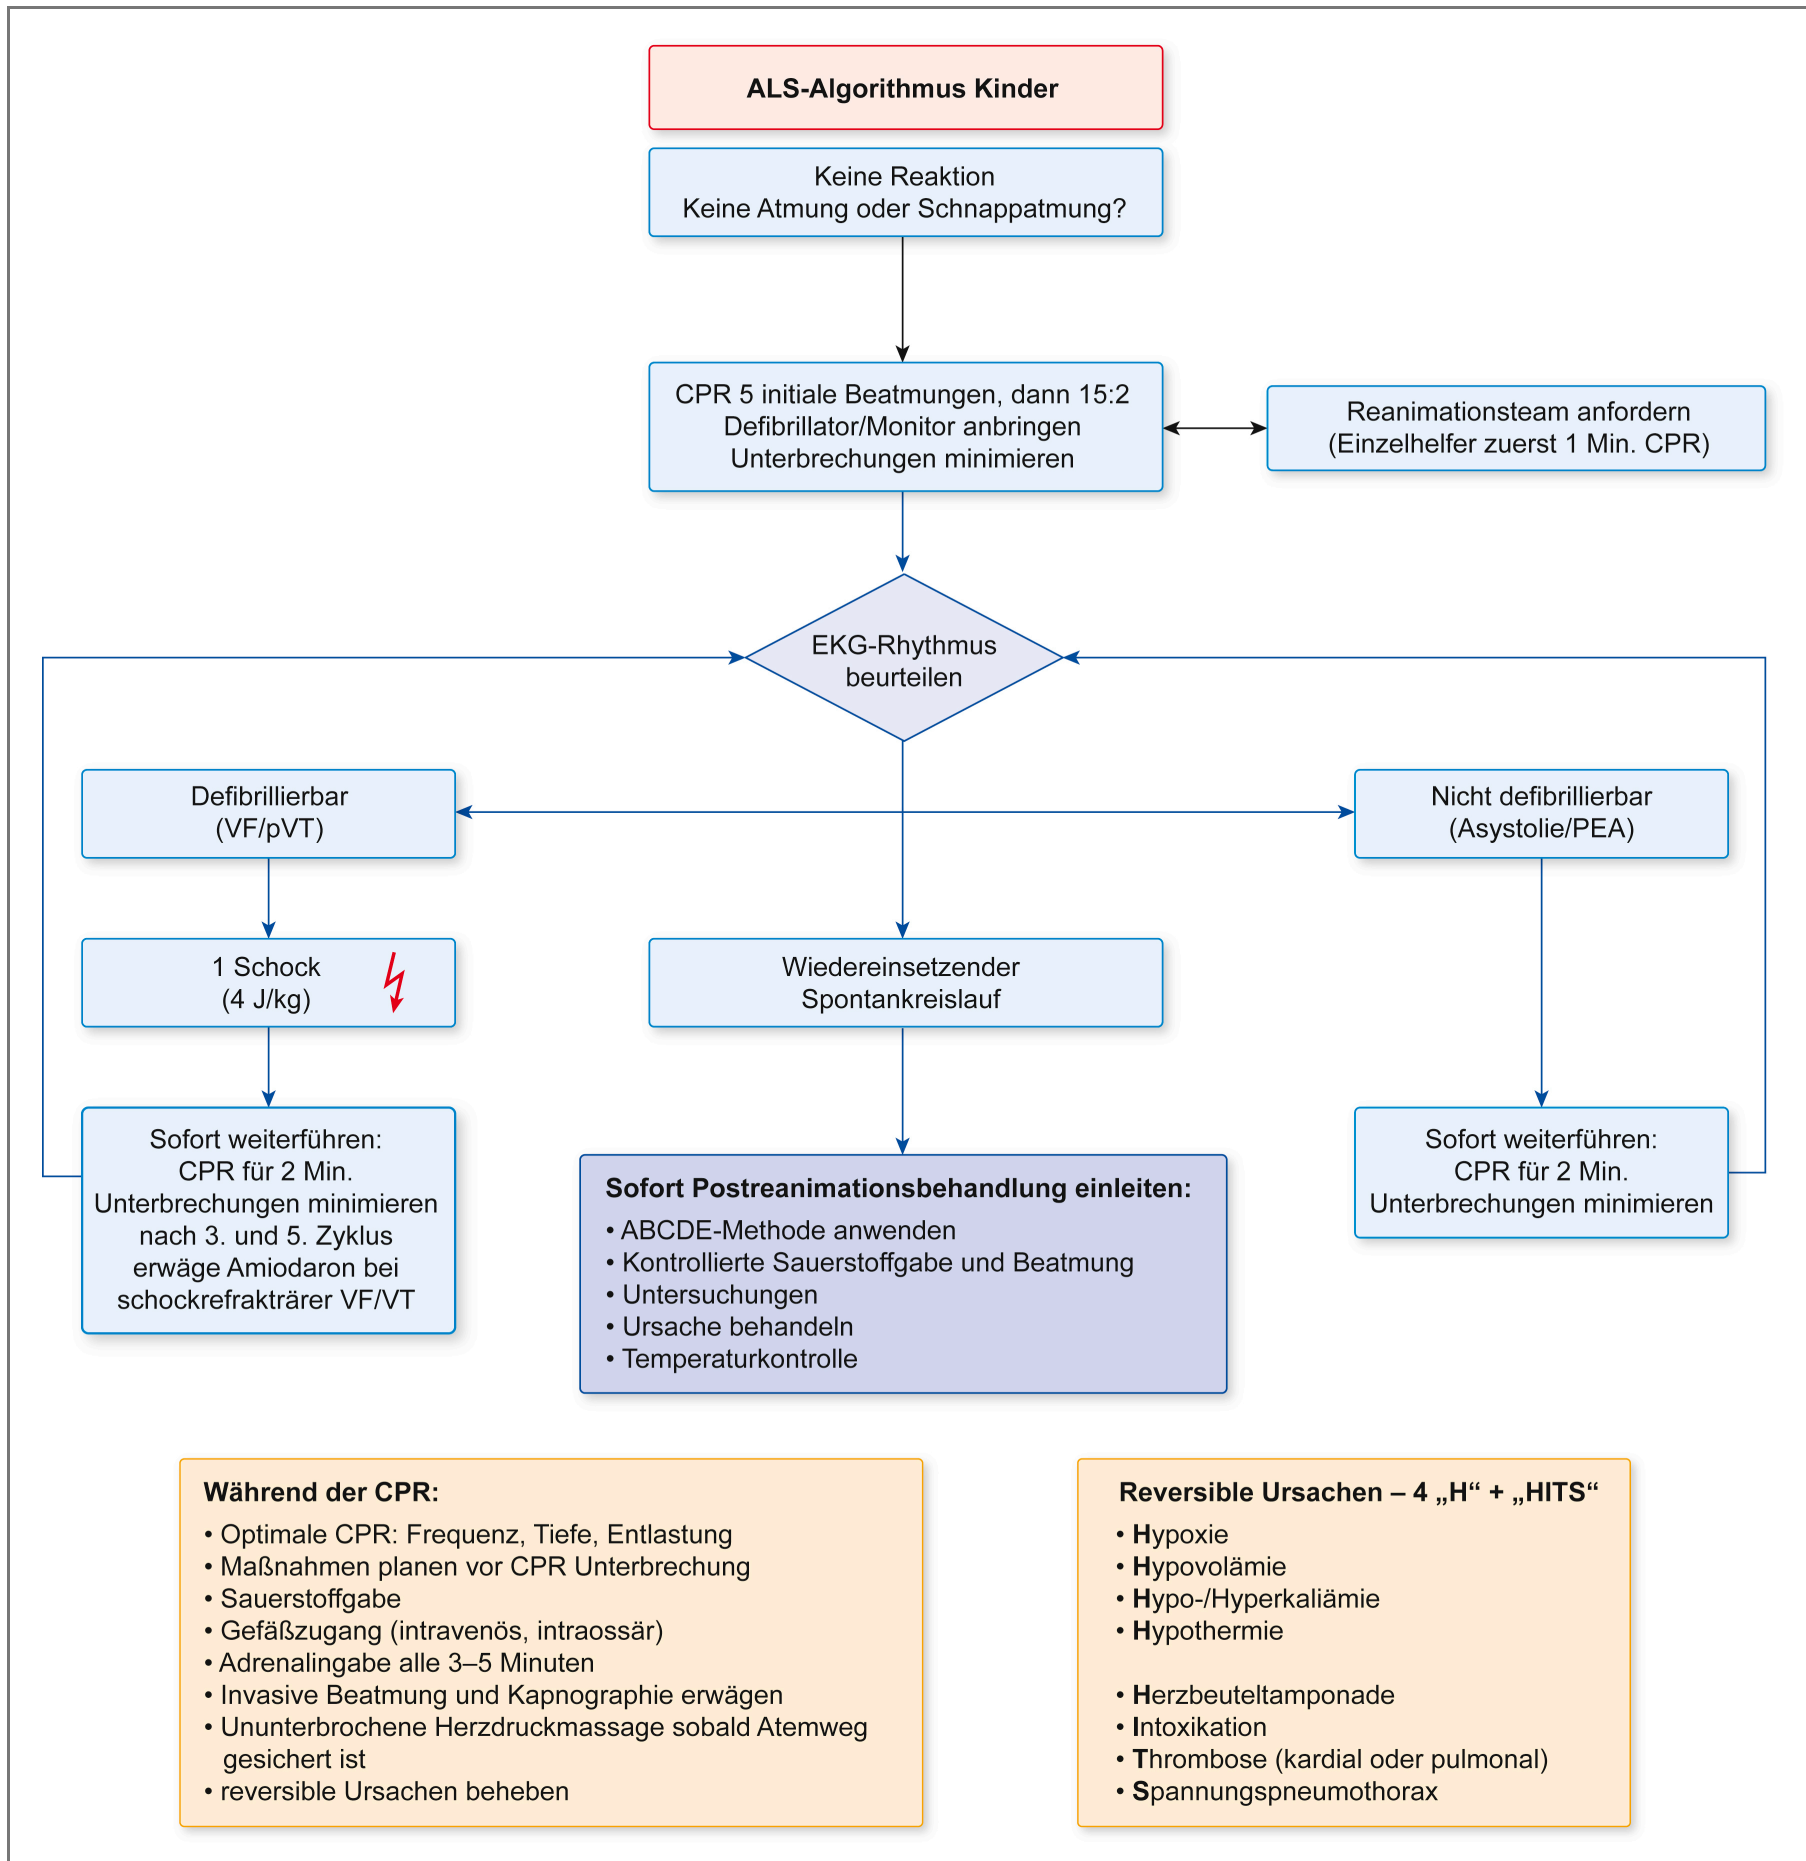 ALS-Algorithmus Kinder
Keine Reaktion
Keine Atmung oder Schnappatmung?
CPR 5 initiale Beatmungen, dann 15:2
Defibrillator/Monitor anbringen
Unterbrechungen minimieren
Reanimationsteam anfordern
(Einzelhelfer zuerst 1 Min. CPR)
EKG-Rhythmus
beurteilen
Defibrillierbar
(VF/pVT)
Nicht defibrillierbar
(Asystolie/PEA)
1 Schock
(4 J/kg)
Wiedereinsetzender
Spontankreislauf
Sofort weiterführen:
CPR für 2 Min.
Unterbrechungen minimieren
nach 3. und 5. Zyklus
erwäge Amiodaron bei
schockrefrakträrer VF/VT
Sofort Postreanimationsbehandlung einleiten:
• ABCDE-Methode anwenden
• Kontrollierte Sauerstoffgabe und Beatmung
• Untersuchungen
• Ursache behandeln
• Temperaturkontrolle
Sofort weiterführen:
CPR für 2 Min.
Unterbrechungen minimieren
Während der CPR:
• Optimale CPR: Frequenz, Tiefe, Entlastung
• Maßnahmen planen vor CPR Unterbrechung
• Sauerstoffgabe
• Gefäßzugang (intravenös, intraossär)
• Adrenalingabe alle 3–5 Minuten
• Invasive Beatmung und Kapnographie erwägen
• Ununterbrochene Herzdruckmassage sobald Atemweg
gesichert ist
• reversible Ursachen beheben
Reversible Ursachen – 4 „H“ + „HITS“
• Hypoxie
• Hypovolämie
• Hypo-/Hyperkaliämie
• Hypothermie
• Herzbeuteltamponade
• Intoxikation
• Thrombose (kardial oder pulmonal)
• Spannungspneumothorax